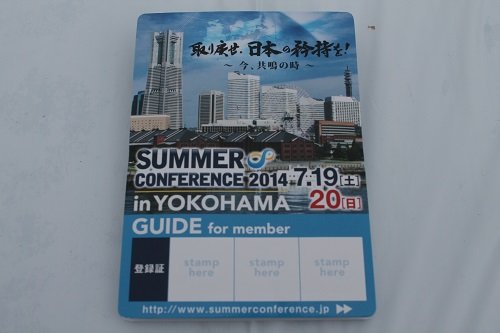 取り戻せ、日本の矜持を!
～今、共鳴の時～
SUMMER
CONFERENCE 2014 7.19[土]
20[日]
in YOKOHAMA
GUIDE for member
登録証
stamp here
stamp here
stamp here
http://www.summerconference.jp